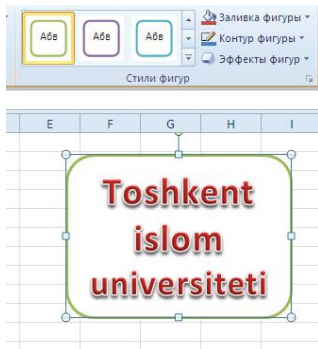 Абв Абв Абв
Заливка фигуры
Контур фигуры
Эффекты фигур
Стили фигур
E F G H I
Toshkent
islom
universiteti